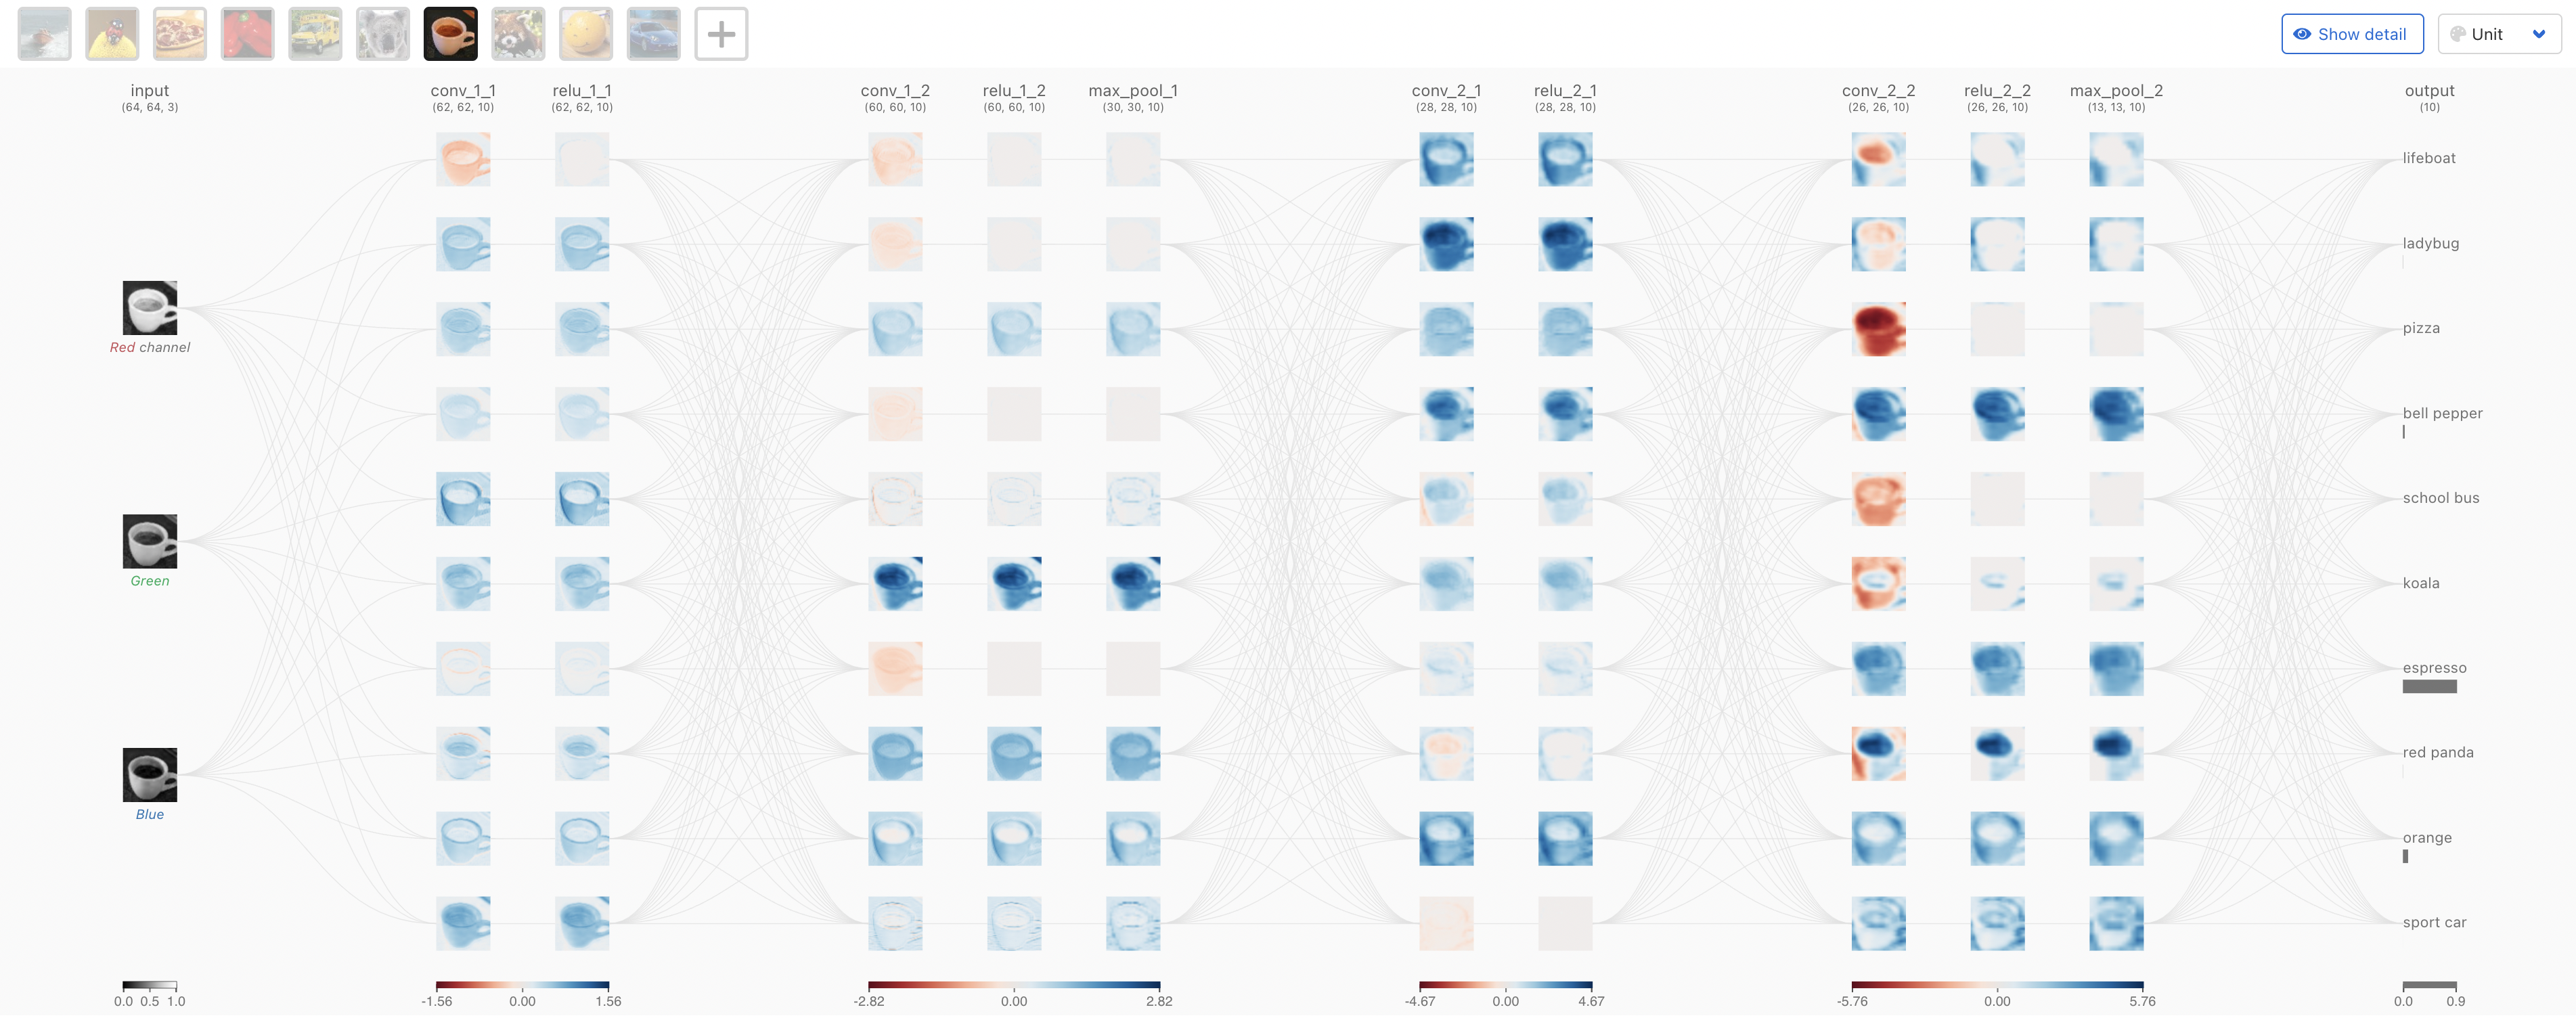 Show detail
Unit
input
(64, 64, 3)
conv_1_1
(62, 62, 10)
relu_1_1
(62, 62, 10)
conv_1_2
(60, 60, 10)
relu_1_2
(60, 60, 10)
max_pool_1
(30, 30, 10)
conv_2_1
(28, 28, 10)
relu_2_1
(28, 28, 10)
conv_2_2
(26, 26, 10)
relu_2_2
(26, 26, 10)
max_pool_2
(13, 13, 10)
output
(10)
Red channel
Green
Blue
lifeboat
ladybug
pizza
bell pepper
school bus
koala
espresso
red panda
orange
sport car
0.0 0.5 1.0
-1.56 0.00 1.56
-2.82 0.00 2.82
-4.67 0.00 4.67
-5.76 0.00 5.76
0.0 0.9